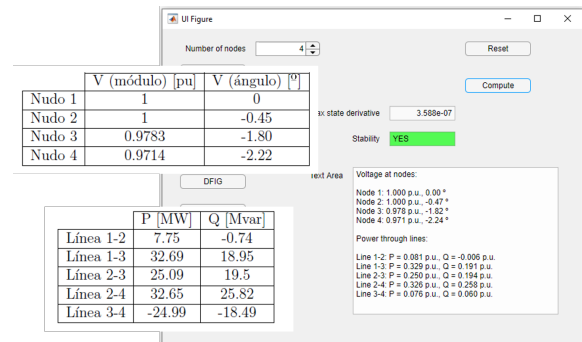 UI Figure
Number of nodes 4
Reset
Compute
V (módulo) [pu] V (ángulo) [º]
Nudo 1 1 0
Nudo 2 1 -0.45
Nudo 3 0.9783 -1.80
Nudo 4 0.9714 -2.22
state derivative 3.588e-07
Stability YES
DFIG
Text Area
Voltage at nodes:
Node 1: 1.000 p.u., 0.00 º
Node 2: 1.000 p.u., -0.47 º
Node 3: 0.978 p.u., -1.82 º
Node 4: 0.971 p.u., -2.24 º
Power through lines:
Line 1-2: P = 0.081 p.u., Q = -0.006 p.u.
Line 1-3: P = 0.329 p.u., Q = 0.191 p.u.
Line 2-3: P = 0.250 p.u., Q = 0.194 p.u.
Line 2-4: P = 0.326 p.u., Q = 0.258 p.u.
Line 3-4: P = 0.076 p.u., Q = 0.060 p.u.
P [MW] Q [Mvar]
Línea 1-2 7.75 -0.74
Línea 1-3 32.69 18.95
Línea 2-3 25.09 19.5
Línea 2-4 32.65 25.82
Línea 3-4 -24.99 -18.49